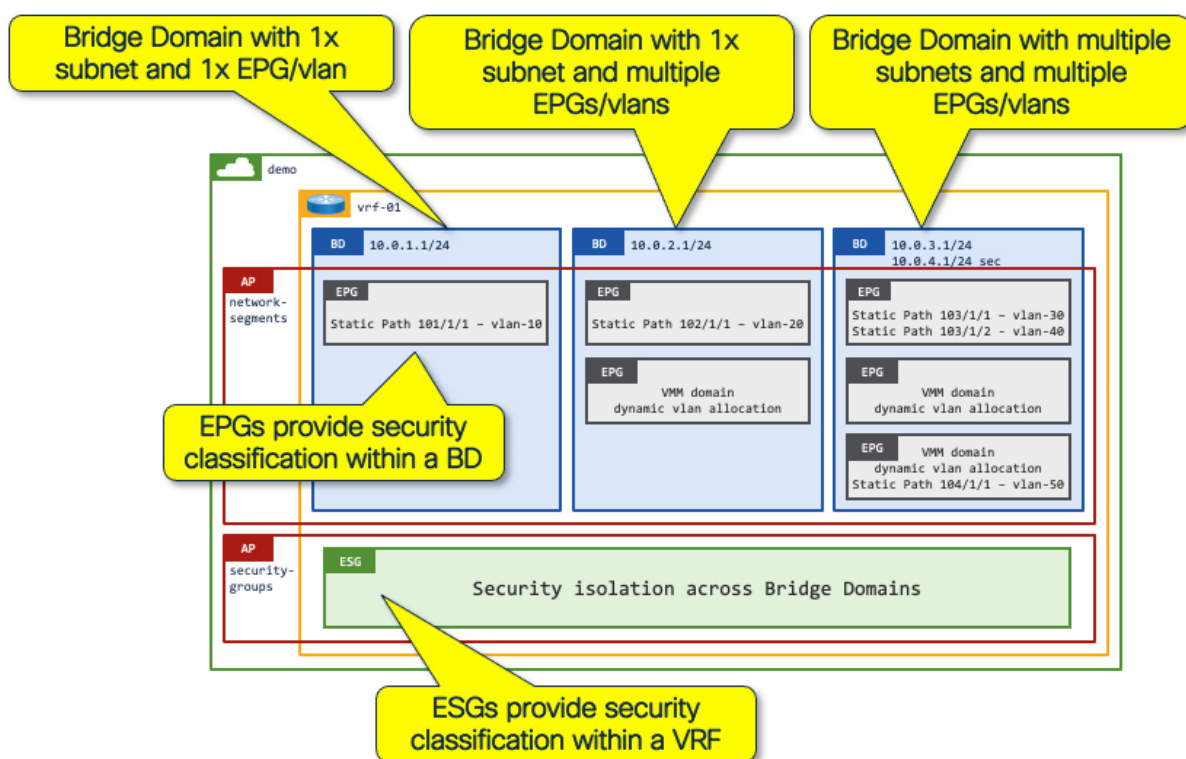 Bridge Domain with 1x
subnet and 1x EPG/vlan
Bridge Domain with 1x
subnet and multiple
EPGs/vlans
Bridge Domain with multiple
subnets and multiple
EPGs/vlans
demo
vrf-01
BD
10.0.1.1/24
BD
10.0.2.1/24
BD
10.0.3.1/24
10.0.4.1/24 sec
AP
network-
segments
EPG
Static Path 101/1/1 – vlan-10
EPG
Static Path 102/1/1 – vlan-20
EPG
VMM domain
dynamic vlan allocation
EPG
Static Path 103/1/1 – vlan-30
Static Path 103/1/2 - vlan-40
EPG
VMM domain
dynamic vlan allocation
EPG
VMM domain
dynamic vlan allocation
Static Path 104/1/1 – vlan-50
EPGs provide security
classification within a BD
AP
security-
groups
ESG
Security isolation across Bridge Domains
ESGs provide security
classification within a VRF